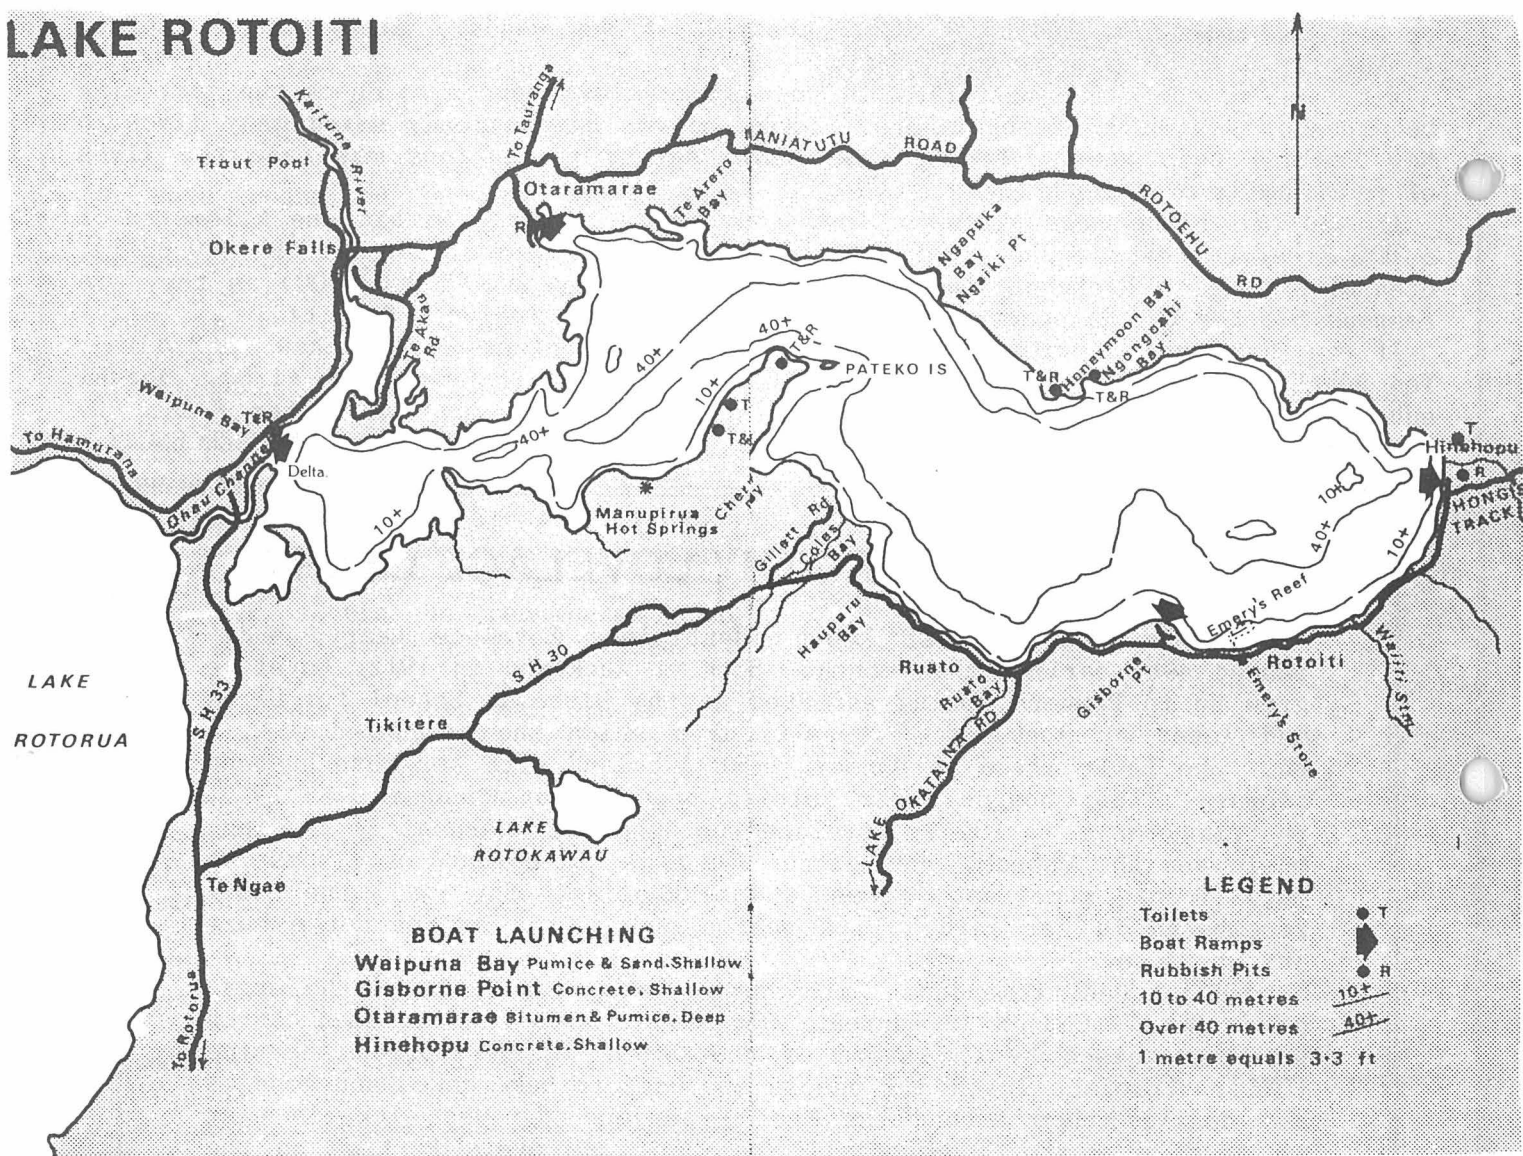 LAKE ROTOITI
N
Kaituna River
Trout Pool
To Tauranga
Otaramarae
R
Te Arero
Bay
TANIATUTU ROAD
ROTOEHU RD
Okere Falls
Te Akau
Rd
Ngapuka
Bay
Ngaiki Pt
Honeymoon Bay
Ngongoahi
Bay
T&R
T&R
40+
40+
T&R
PATEKO IS
10+
T
Waipuna Bay
T&R
To Hamurana
Ohau Channel
Delta.
40+
10+
Manupirua
Hot Springs
Gillett Rd
Coles
Bay
T
Hinehopu
R
HONGI'S
TRACK
10+
40+
10+
Emery's Reef
Hauparu
Bay
Ruato
Ruato
Bay
Gisborne
Pt
Rotoiti
Emery's Store
Waiiti Stm
LAKE
ROTORUA
S H 33
S H 30
Tikitere
LAKE
ROTOKAWAU
LAKE OKATAINA RD
Te Ngae
To Rotorua
BOAT LAUNCHING
Waipuna Bay Pumice & Sand. Shallow
Gisborne Point Concrete. Shallow
Otaramarae Bitumen & Pumice. Deep
Hinehopu Concrete. Shallow
LEGEND
Toilets T
Boat Ramps
Rubbish Pits R
10 to 40 metres 10+
Over 40 metres 40+
1 metre equals 3·3 ft